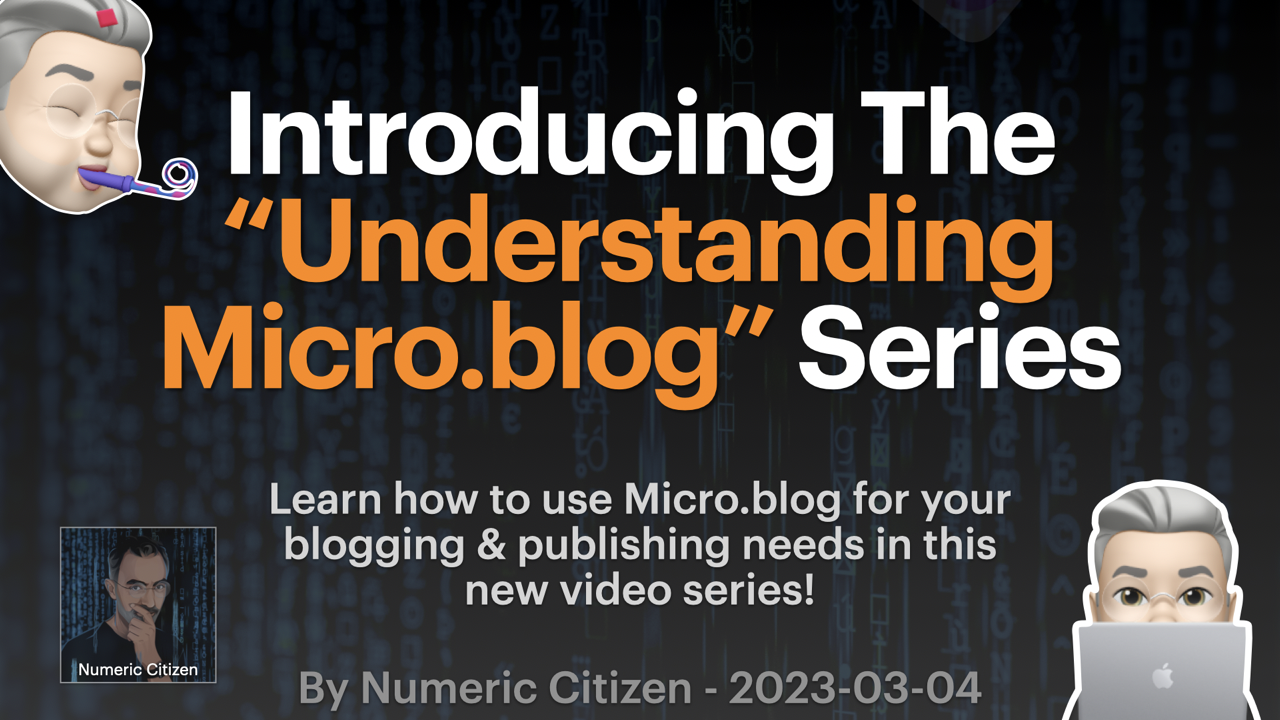 Introducing The
“Understanding
Micro.blog” Series
Learn how to use Micro.blog for your
blogging & publishing needs in this
new video series!
Numeric Citizen
By Numeric Citizen - 2023-03-04